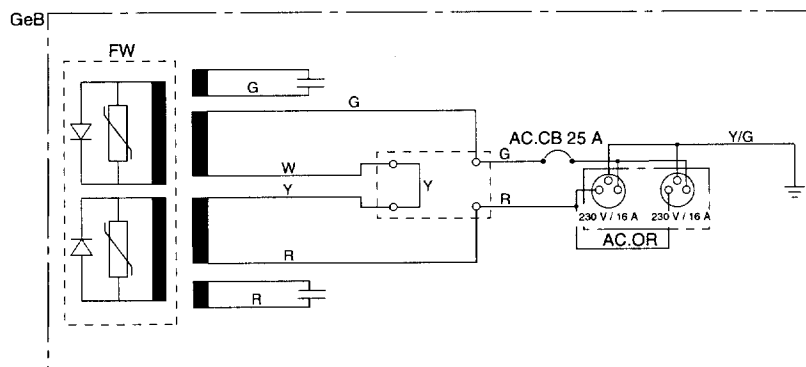 GeB
FW
G
G
AC.CB 25 A
Y/G
G
W
Y
Y
R
230 V / 16 A
230 V / 16 A
AC.OR
R
R